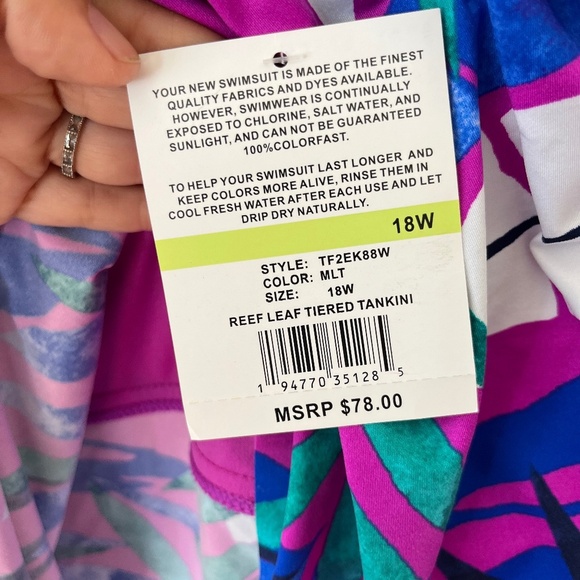 YOUR NEW SWIMSUIT IS MADE OF THE FINEST
QUALITY FABRICS AND DYES AVAILABLE.
HOWEVER, SWIMWEAR IS CONTINUALLY
EXPOSED TO CHLORINE, SALT WATER, AND
SUNLIGHT, AND CAN NOT BE GUARANTEED
100%COLORFAST.
TO HELP YOUR SWIMSUIT LAST LONGER AND
KEEP COLORS MORE ALIVE, RINSE THEM IN
COOL FRESH WATER AFTER EACH USE AND LET
DRIP DRY NATURALLY.
18W
STYLE: TF2EK88W
COLOR: MLT
SIZE: 18W
REEF LEAF TIERED TANKINI
1 94770 35128 5
MSRP $78.00